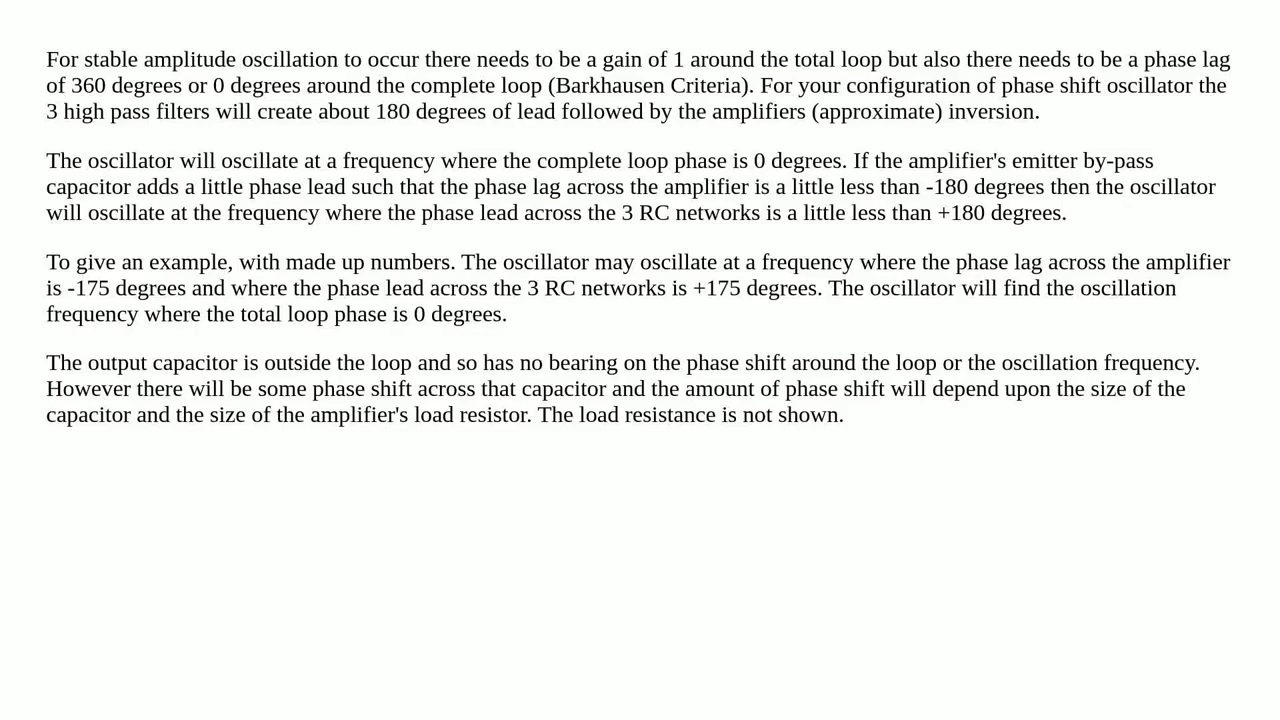 For stable amplitude oscillation to occur there needs to be a gain of 1 around the total loop but also there needs to be a phase lag
of 360 degrees or 0 degrees around the complete loop (Barkhausen Criteria). For your configuration of phase shift oscillator the
3 high pass filters will create about 180 degrees of lead followed by the amplifiers (approximate) inversion.
The oscillator will oscillate at a frequency where the complete loop phase is 0 degrees. If the amplifier's emitter by-pass
capacitor adds a little phase lead such that the phase lag across the amplifier is a little less than -180 degrees then the oscillator
will oscillate at the frequency where the phase lead across the 3 RC networks is a little less than +180 degrees.
To give an example, with made up numbers. The oscillator may oscillate at a frequency where the phase lag across the amplifier
is -175 degrees and where the phase lead across the 3 RC networks is +175 degrees. The oscillator will find the oscillation
frequency where the total loop phase is 0 degrees.
The output capacitor is outside the loop and so has no bearing on the phase shift around the loop or the oscillation frequency.
However there will be some phase shift across that capacitor and the amount of phase shift will depend upon the size of the
capacitor and the size of the amplifier's load resistor. The load resistance is not shown.